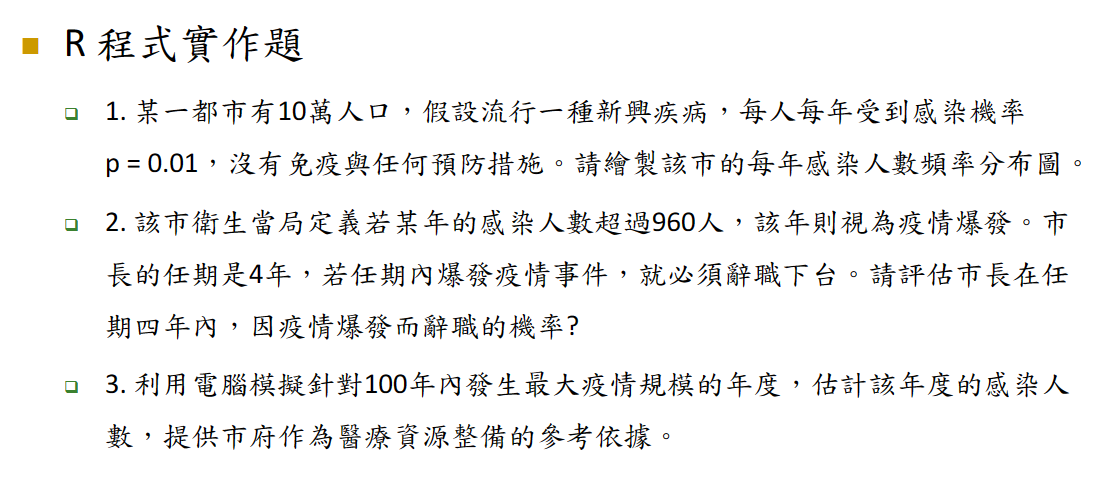 R 程式實作題
1. 某一都市有10萬人口，假設流行一種新興疾病，每人每年受到感染機率
p = 0.01，沒有免疫與任何預防措施。請繪製該市的每年感染人數頻率分布圖。
2. 該市衛生當局定義若某年的感染人數超過960人，該年則視為疫情爆發。市
長的任期是4年，若任期內爆發疫情事件，就必須辭職下台。請評估市長在任
期四年內，因疫情爆發而辭職的機率?
3. 利用電腦模擬針對100年內發生最大疫情規模的年度，估計該年度的感染人
數，提供市府作為醫療資源整備的參考依據。